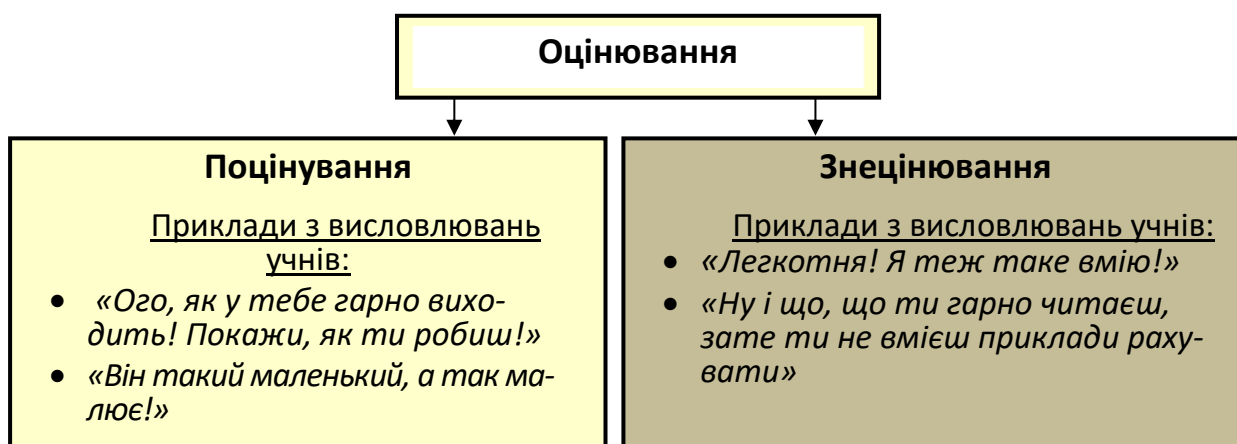 Оцінювання
Поцінування
Приклади з висловлювань
учнів:
• «Ого, як у тебе гарно вихо-
дить! Покажи, як ти робиш!»
• «Він такий маленький, а так ма-
лює!»
Знецінювання
Приклади з висловлювань учнів:
• «Легкотня! Я теж таке вмію!»
• «Ну і що, що ти гарно читаєш,
зате ти не вмієш приклади раху-
вати»